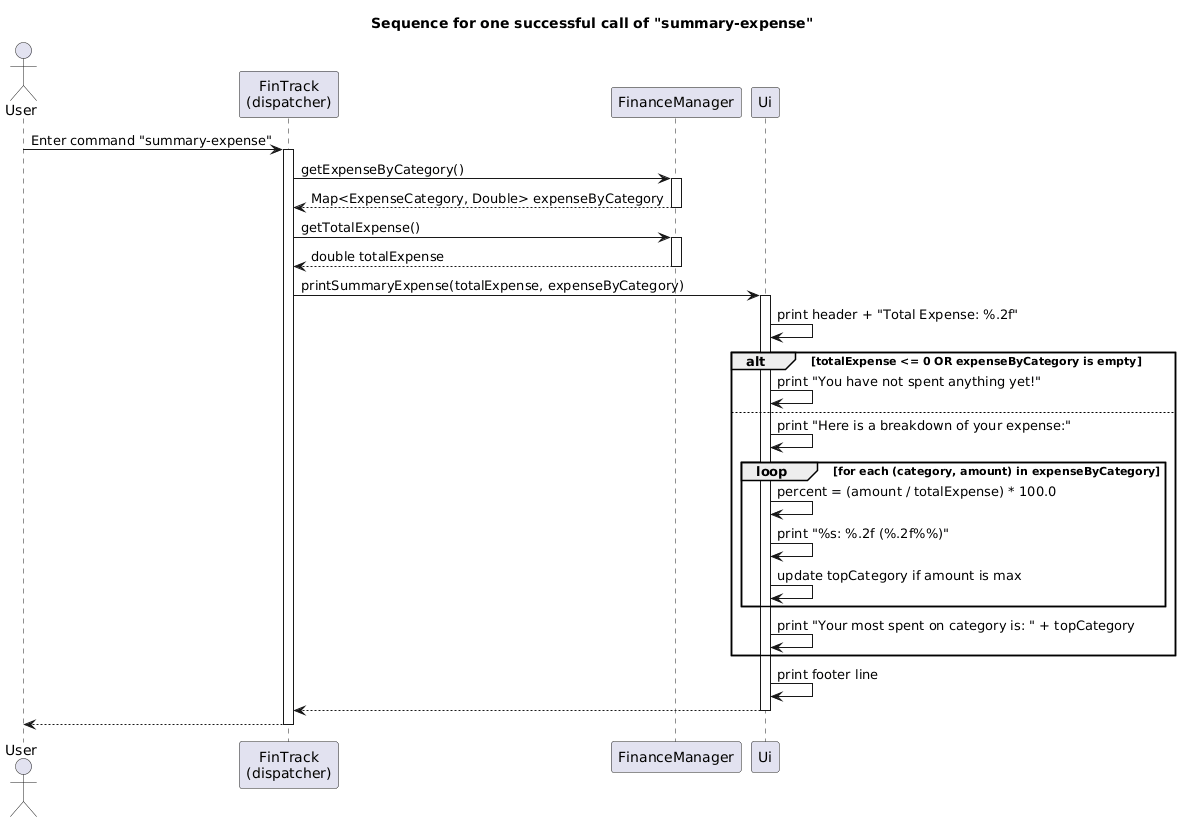 Sequence for one successful call of "summary-expense"
User
FinTrack
(dispatcher)
FinanceManager
Ui
Enter command "summary-expense"
getExpenseByCategory()
Map<ExpenseCategory, Double> expenseByCategory
getTotalExpense()
double totalExpense
printSummaryExpense(totalExpense, expenseByCategory)
print header + "Total Expense: %.2f"
alt
[totalExpense <= 0 OR expenseByCategory is empty]
print "You have not spent anything yet!"
print "Here is a breakdown of your expense:"
loop
[for each (category, amount) in expenseByCategory]
percent = (amount / totalExpense) * 100.0
print "%s: %.2f (%.2f%%)"
update topCategory if amount is max
print "Your most spent on category is: " + topCategory
print footer line
User
FinTrack
(dispatcher)
FinanceManager
Ui